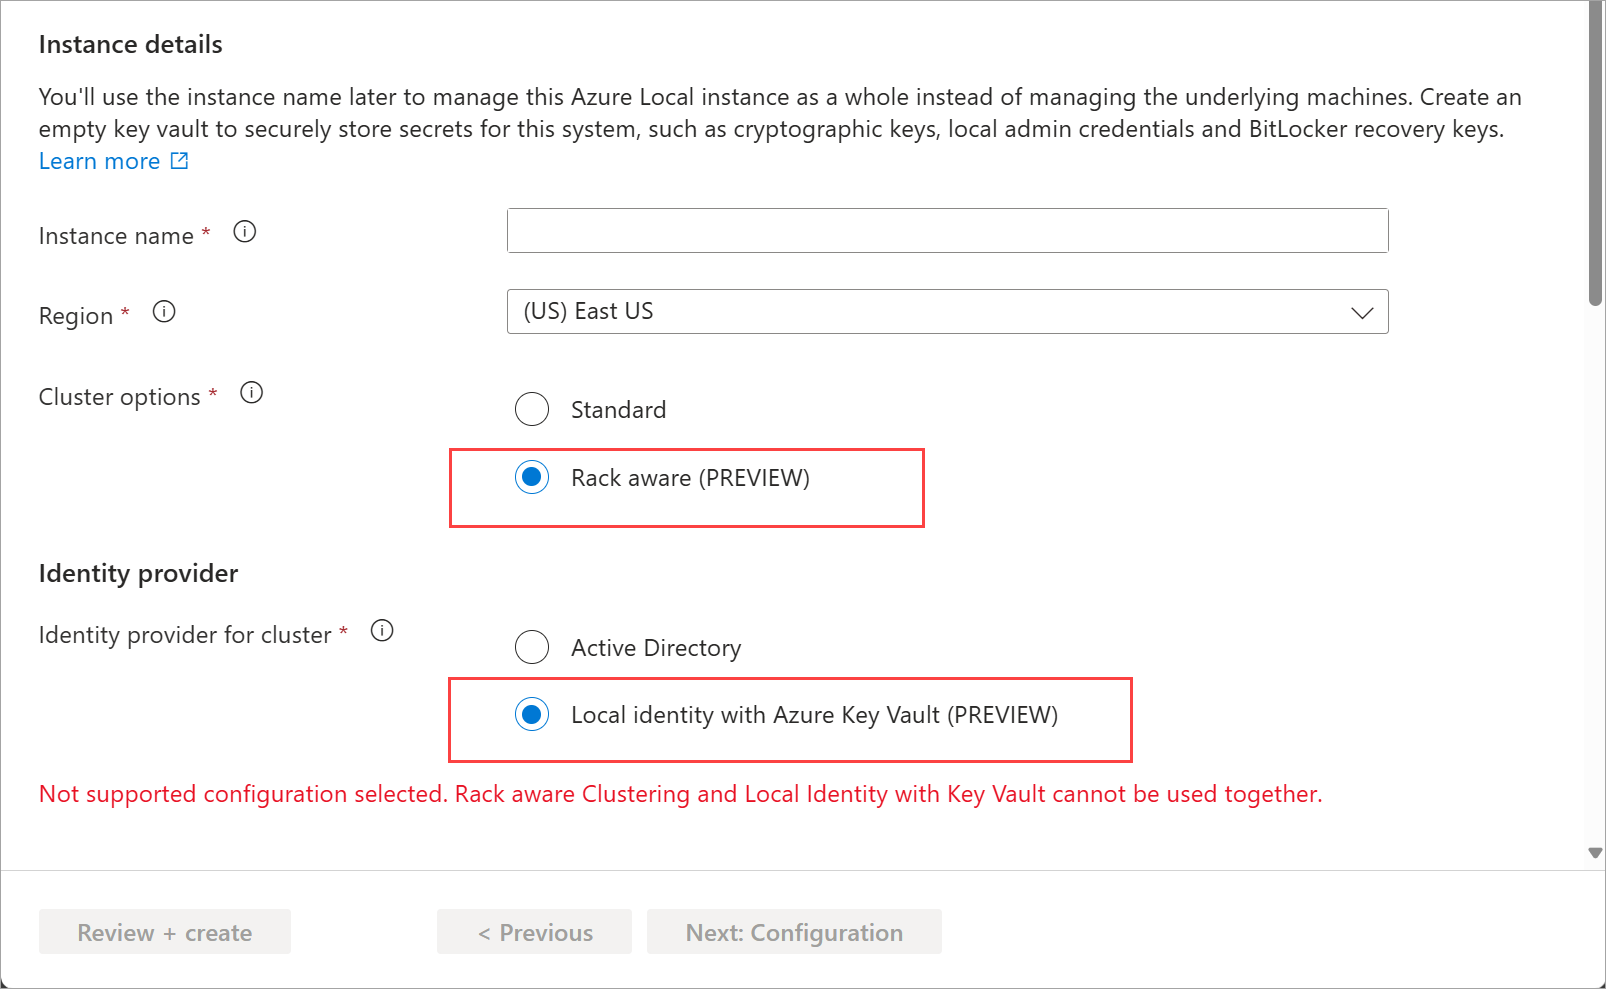 Instance details
You'll use the instance name later to manage this Azure Local instance as a whole instead of managing the underlying machines. Create an
empty key vault to securely store secrets for this system, such as cryptographic keys, local admin credentials and BitLocker recovery keys.
Learn more
Instance name *
Region *
(US) East US
Cluster options *
Standard
Rack aware (PREVIEW)
Identity provider
Identity provider for cluster *
Active Directory
Local identity with Azure Key Vault (PREVIEW)
Not supported configuration selected. Rack aware Clustering and Local Identity with Key Vault cannot be used together.
Review + create
< Previous
Next: Configuration